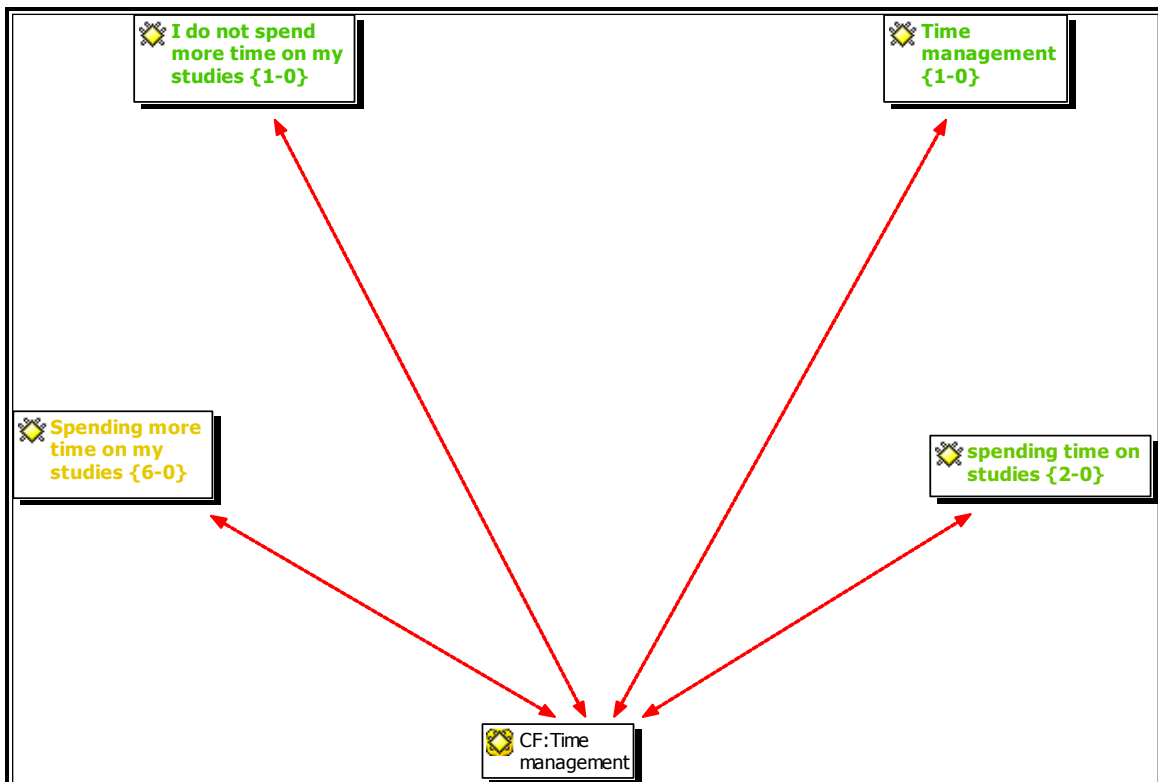 I do not spend
more time on my
studies {1-0}
Time
management
{1-0}
Spending more
time on my
studies {6-0}
spending time on
studies {2-0}
CF:Time
management